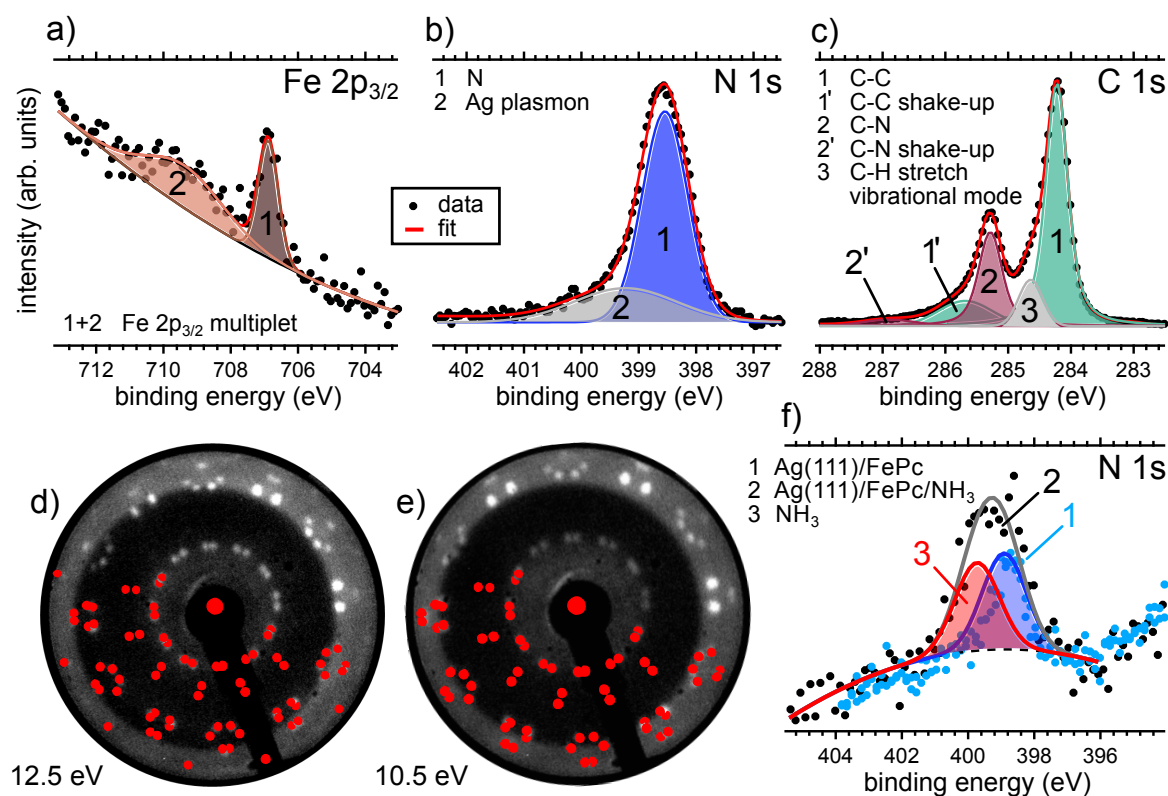 a)
Fe 2p3/2
intensity (arb. units)
2
1
1+2 Fe 2p3/2 multiplet
712 710 708 706 704
binding energy (eV)
b)
N 1s
1 N
2 Ag plasmon
data
fit
1
2
402 401 400 399 398 397
binding energy (eV)
c)
C 1s
1 C-C
1' C-C shake-up
2 C-N
2' C-N shake-up
3 C-H stretch
vibrational mode
2'
1'
2
3
1
288 287 286 285 284 283
binding energy (eV)
d)
12.5 eV
e)
10.5 eV
f)
N 1s
1 Ag(111)/FePc
2 Ag(111)/FePc/NH3
3 NH3
2
1
3
404 402 400 398 396
binding energy (eV)